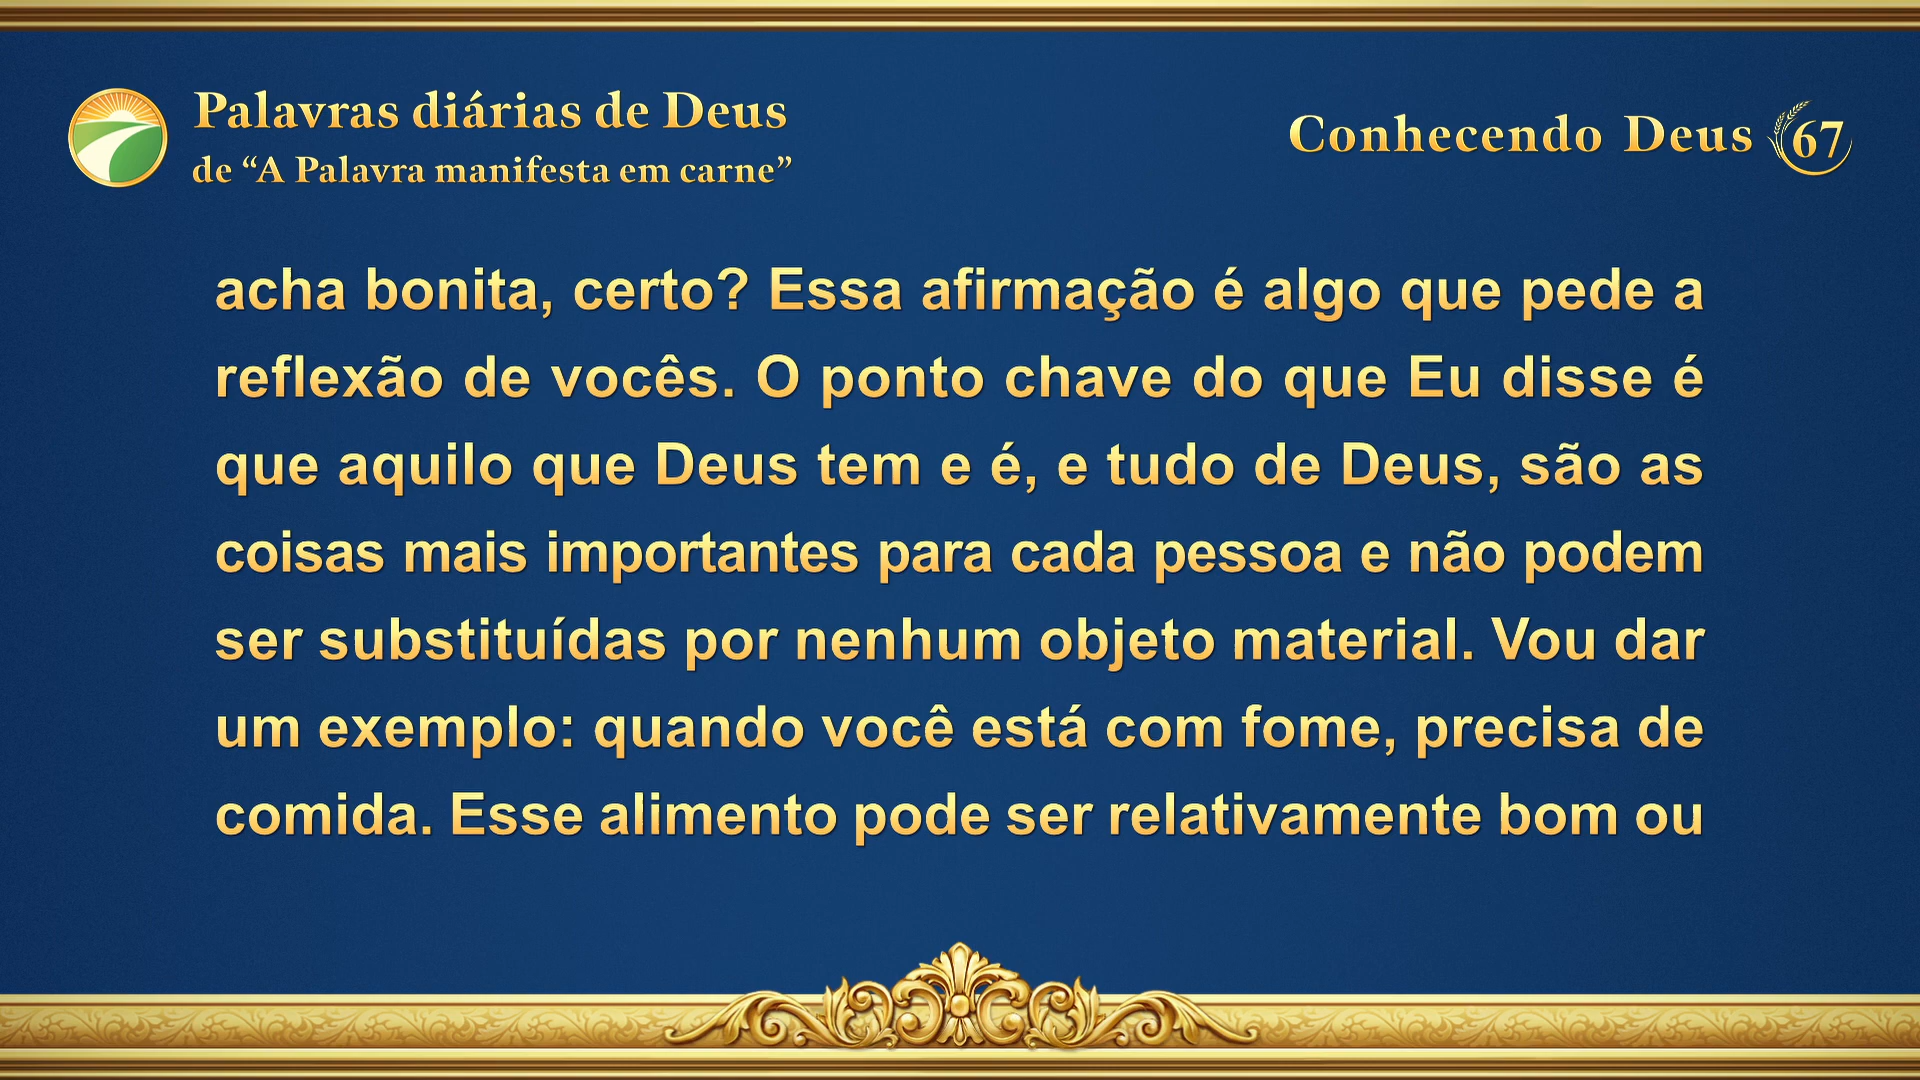 Palavras diárias de Deus
de “A Palavra manifesta em carne”
Conhecendo Deus 67
acha bonita, certo? Essa afirmação é algo que pede a
reflexão de vocês. O ponto chave do que Eu disse é
que aquilo que Deus tem e é, e tudo de Deus, são as
coisas mais importantes para cada pessoa e não podem
ser substituídas por nenhum objeto material. Vou dar
um exemplo: quando você está com fome, precisa de
comida. Esse alimento pode ser relativamente bom ou